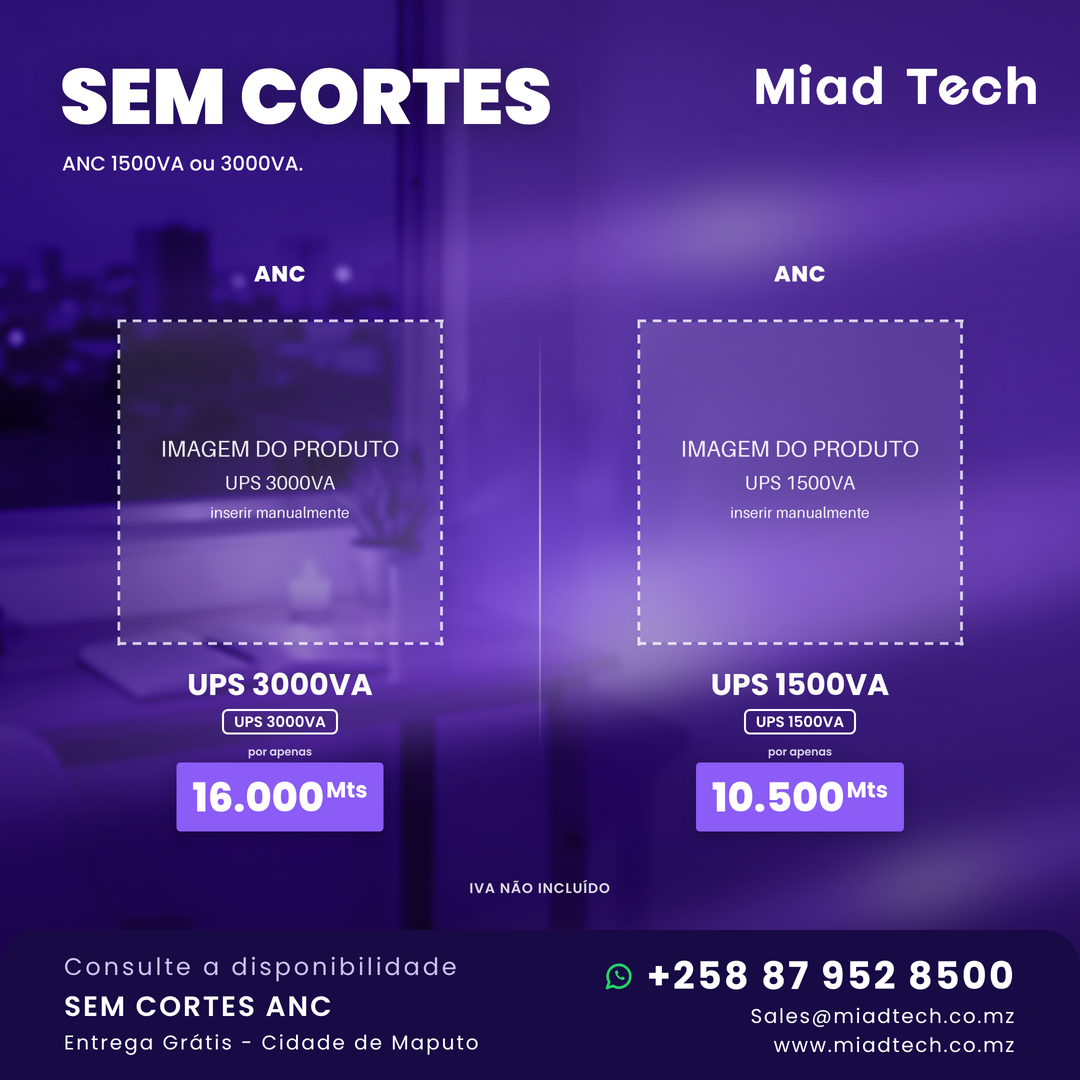 SEM CORTES
Miad Tech
ANC 1500VA ou 3000VA.
ANC
IMAGEM DO PRODUTO
UPS 3000VA
inserir manualmente
UPS 3000VA
UPS 3000VA
por apenas
16.000Mts
ANC
IMAGEM DO PRODUTO
UPS 1500VA
inserir manualmente
UPS 1500VA
UPS 1500VA
por apenas
10.500Mts
IVA NÃO INCLUÍDO
Consulte a disponibilidade
SEM CORTES ANC
Entrega Grátis - Cidade de Maputo
+258 87 952 8500
Sales@miadtech.co.mz
www.miadtech.co.mz